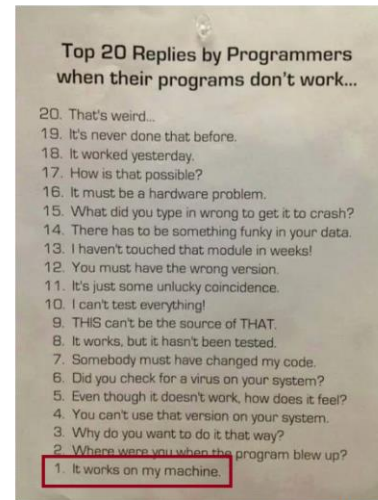 Top 20 Replies by Programmers
when their programs don't work...
20. That's weird...
19. It's never done that before.
18. It worked yesterday.
17. How is that possible?
16. It must be a hardware problem.
15. What did you type in wrong to get it to crash?
14. There has to be something funky in your data.
13. I haven't touched that module in weeks!
12. You must have the wrong version.
11. It's just some unlucky coincidence.
10. I can't test everything!
9. THIS can't be the source of THAT.
8. It works, but it hasn't been tested.
7. Somebody must have changed my code.
6. Did you check for a virus on your system?
5. Even though it doesn't work, how does it feel?
4. You can't use that version on your system.
3. Why do you want to do it that way?
2. Where were you when the program blew up?
1. It works on my machine.